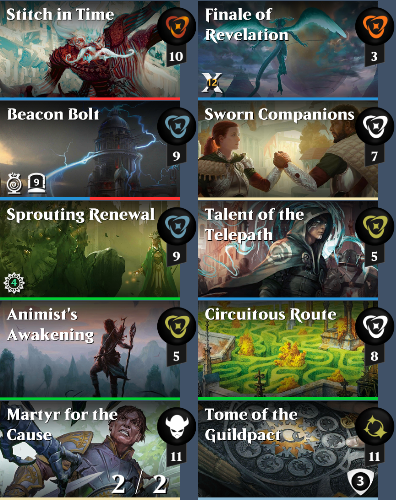 Stitch in Time
10
Finale of
Revelation
X 12
3
Beacon Bolt
9
9
Sworn Companions
7
Sprouting Renewal
4
9
Talent of the
Telepath
5
Animist's
Awakening
5
Circuitous Route
8
Martyr for the
Cause
11
2 / 2
Tome of the
Guildpact
11
3